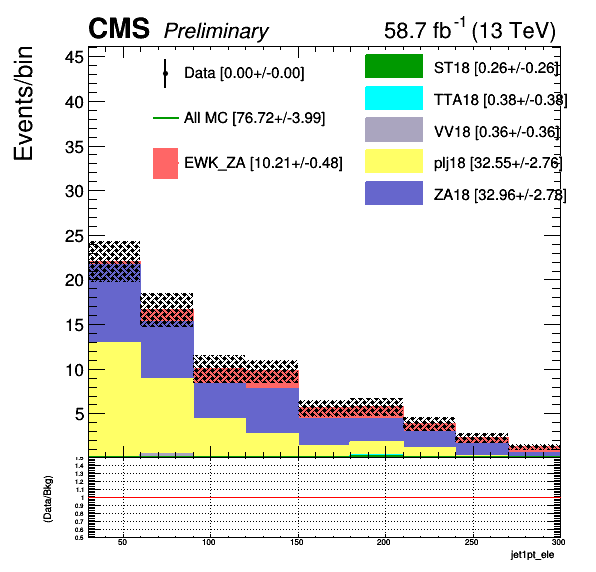 CMS Preliminary 58.7 fb-1 (13 TeV)
Events/bin
45
40
35
30
25
20
15
10
5
Data [0.00+/-0.00]
All MC [76.72+/-3.99]
EWK_ZA [10.21+/-0.48]
ST18 [0.26+/-0.26]
TTA18 [0.38+/-0.38]
VV18 [0.36+/-0.36]
plj18 [32.55+/-2.76]
ZA18 [32.96+/-2.78]
(Data/Bkg)
1.5
1.4
1.3
1.2
1.1
1
0.9
0.8
0.7
0.6
0.5
50 100 150 200 250 300
jet1pt_ele